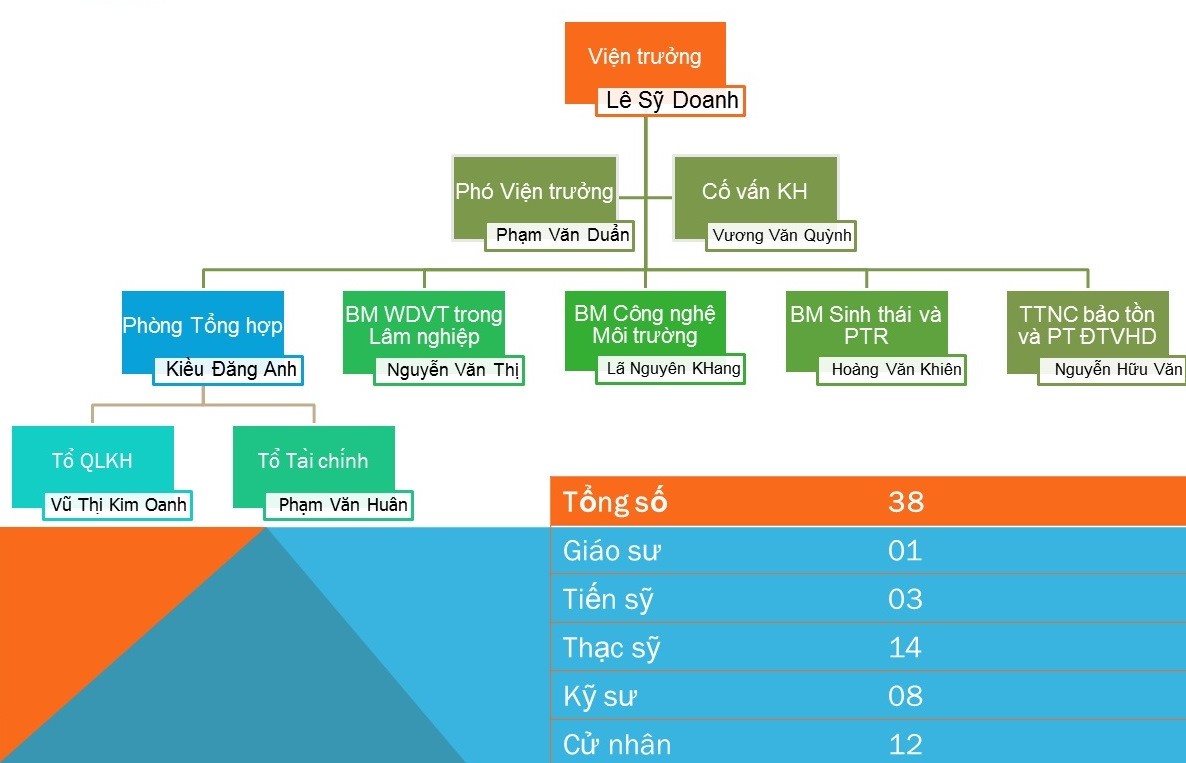 Viện trưởng
Lê Sỹ Doanh
Phó Viện trưởng
Phạm Văn Duẩn
Cố vấn KH
Vương Văn Quỳnh
Phòng Tổng hợp
Kiều Đăng Anh
BM WDVT trong
Lâm nghiệp
Nguyễn Văn Thị
BM Công nghệ
Môi trường
Lã Nguyên KHang
BM Sinh thái và
PTR
Hoàng Văn Khiên
TTNC bảo tồn
và PT ĐTVHD
Nguyễn Hữu Văn
Tổ QLKH
Vũ Thị Kim Oanh
Tổ Tài chính
Phạm Văn Huân
Tổng số 38
Giáo sư 01
Tiến sỹ 03
Thạc sỹ 14
Kỹ sư 08
Cử nhân 12